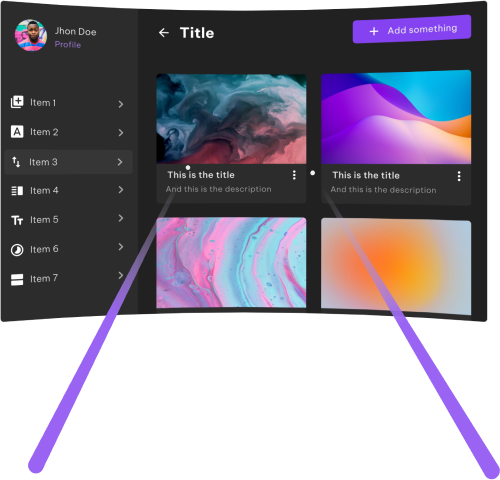 Jhon Doe
Profile
Item 1
Item 2
Item 3
Item 4
Item 5
Item 6
Item 7
Title
Add something
This is the title
And this is the description
This is the title
And this is the description